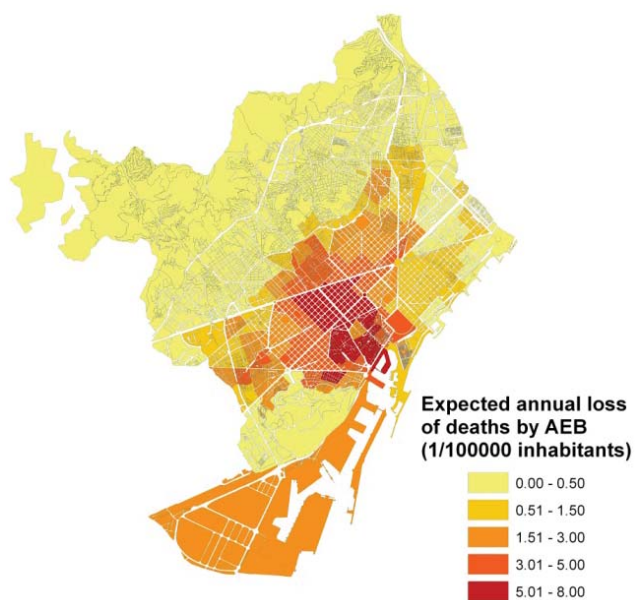 Expected annual loss
of deaths by AEB
(1/100000 inhabitants)
0.00 - 0.50
0.51 - 1.50
1.51 - 3.00
3.01 - 5.00
5.01 - 8.00